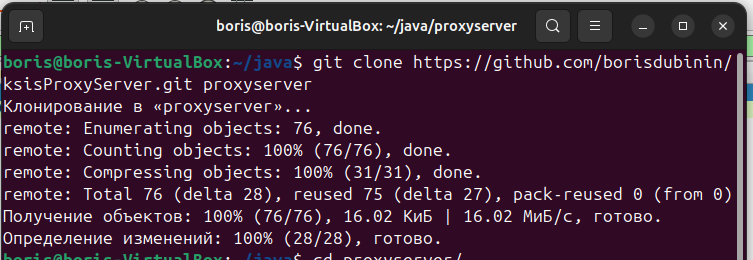 boris@boris-VirtualBox: ~/java/proxyserver
boris@boris-VirtualBox:~/java$ git clone https://github.com/borisdubinin/
ksisProxyServer.git proxyserver
Клонирование в «proxyserver»...
remote: Enumerating objects: 76, done.
remote: Counting objects: 100% (76/76), done.
remote: Compressing objects: 100% (31/31), done.
remote: Total 76 (delta 28), reused 75 (delta 27), pack-reused 0 (from 0)
Получение объектов: 100% (76/76), 16.02 КиБ | 16.02 МиБ/с, готово.
Определение изменений: 100% (28/28), готово.
boris@boris-VirtualBox:~/java$ cd proxyserver/